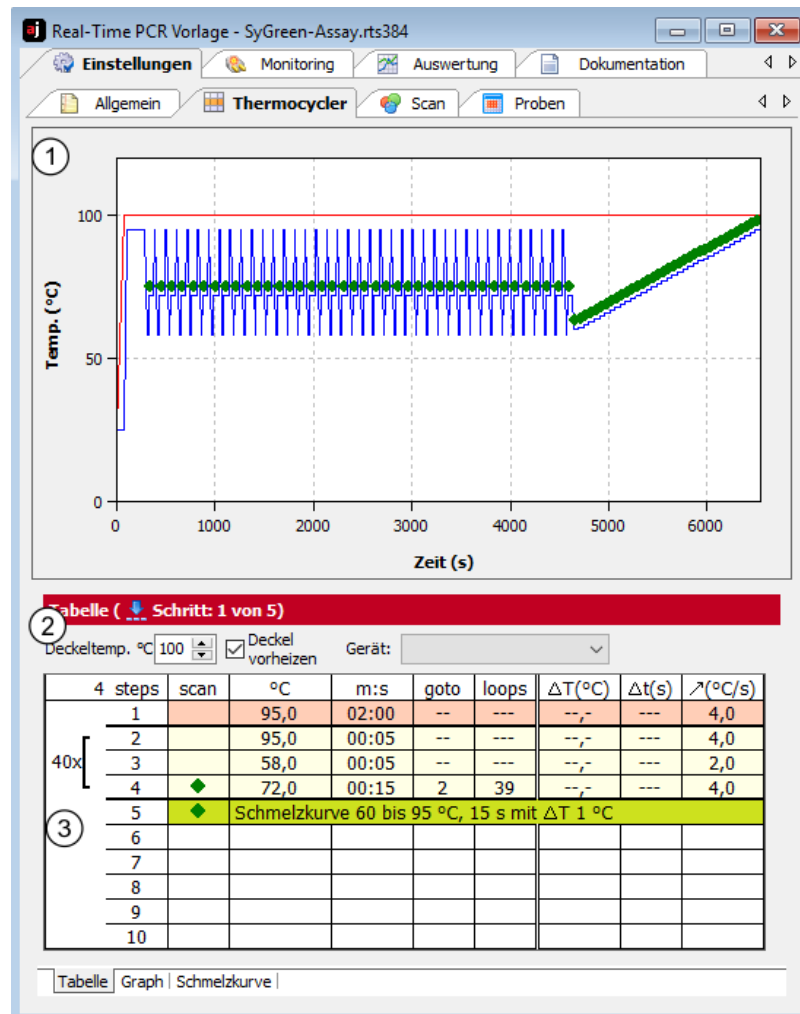 aj Real-Time PCR Vorlage - SyGreen-Assay.rts384
Einstellungen Monitoring Auswertung Dokumentation
Allgemein Thermocycler Scan Proben
1
100
50
0
Temp. (°C)
0 1000 2000 3000 4000 5000 6000
Zeit (s)
Tabelle ( Schritt: 1 von 5)
2
Deckeltemp. °C 100 Deckel vorheizen Gerät:
4 steps scan °C m:s goto loops ΔT(°C) Δt(s) ↗(°C/s)
1 95,0 02:00 -- --- --,- --- 4,0
2 95,0 00:05 -- --- --,- --- 4,0
40x 3 58,0 00:05 -- --- --,- --- 2,0
4 72,0 00:15 2 39 --,- --- 4,0
5 Schmelzkurve 60 bis 95 °C, 15 s mit ΔT 1 °C
3
6
7
8
9
10
Tabelle Graph Schmelzkurve